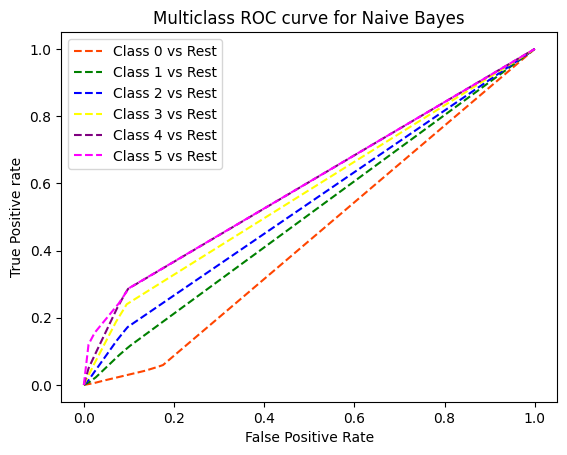 Multiclass ROC curve for Naive Bayes
Class 0 vs Rest
Class 1 vs Rest
Class 2 vs Rest
Class 3 vs Rest
Class 4 vs Rest
Class 5 vs Rest
True Positive rate
1.0
0.8
0.6
0.4
0.2
0.0
0.0 0.2 0.4 0.6 0.8 1.0
False Positive Rate